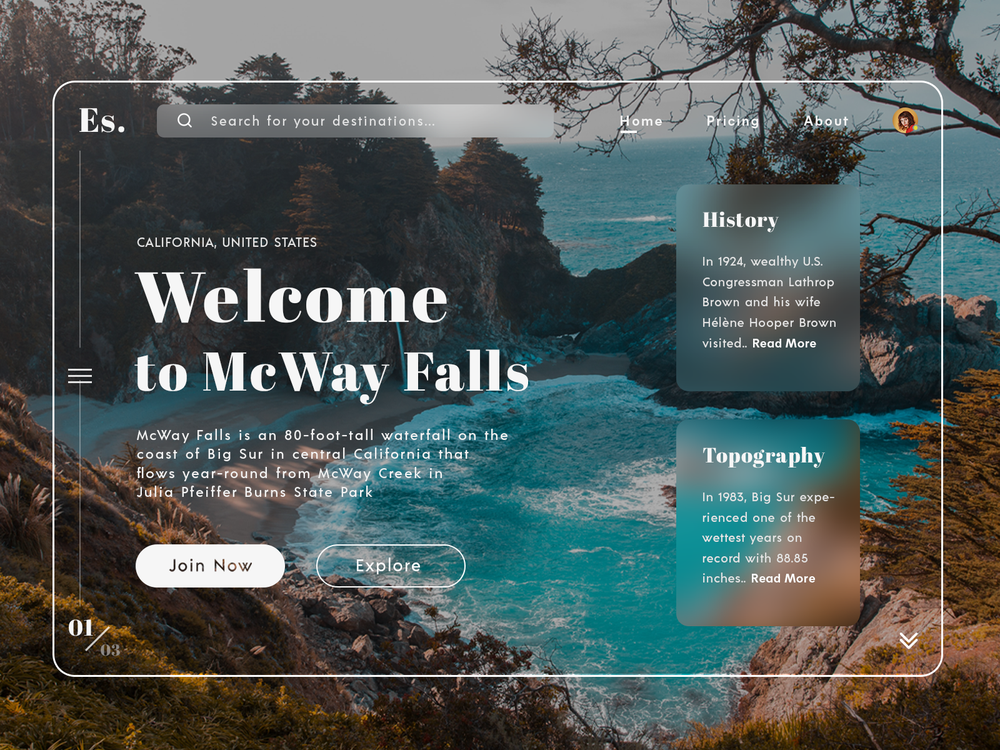 Es.
Search for your destinations...
Home
Pricing
About
CALIFORNIA, UNITED STATES
Welcome
to McWay Falls
McWay Falls is an 80-foot-tall waterfall on the
coast of Big Sur in central California that
flows year-round from McWay Creek in
Julia Pfeiffer Burns State Park
Join Now
Explore
History
In 1924, wealthy U.S.
Congressman Lathrop
Brown and his wife
Hélène Hooper Brown
visited.. Read More
Topography
In 1983, Big Sur expe-
rienced one of the
wettest years on
record with 88.85
inches.. Read More
01
03